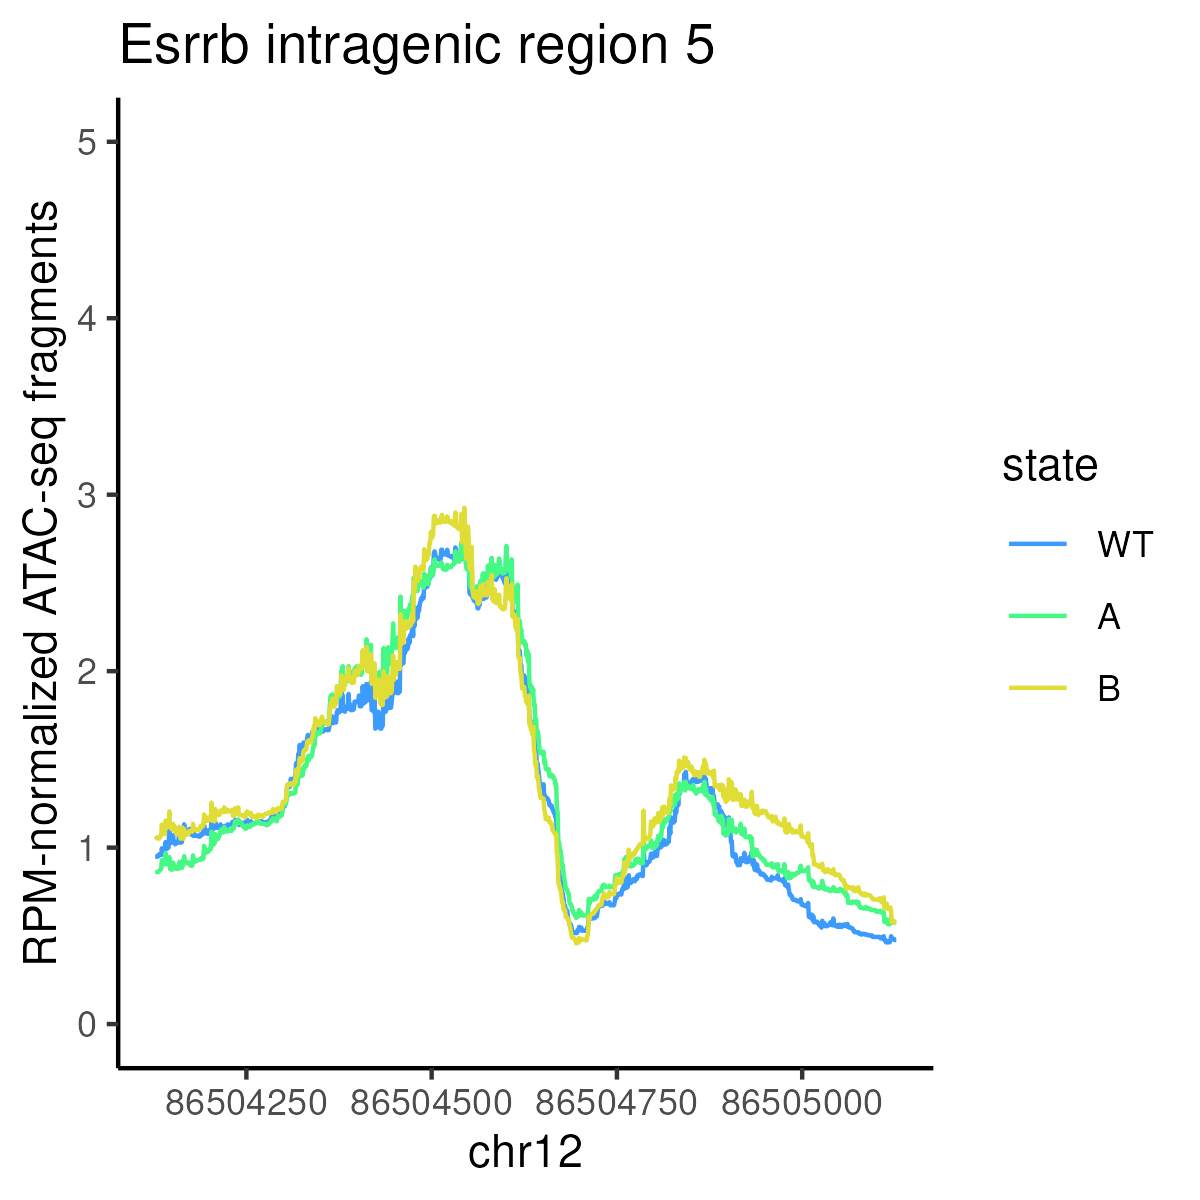 Esrrb intragenic region 5
RPM-normalized ATAC-seq fragments
5
4
3
2
1
0
86504250 86504500 86504750 86505000
chr12
state
WT
A
B